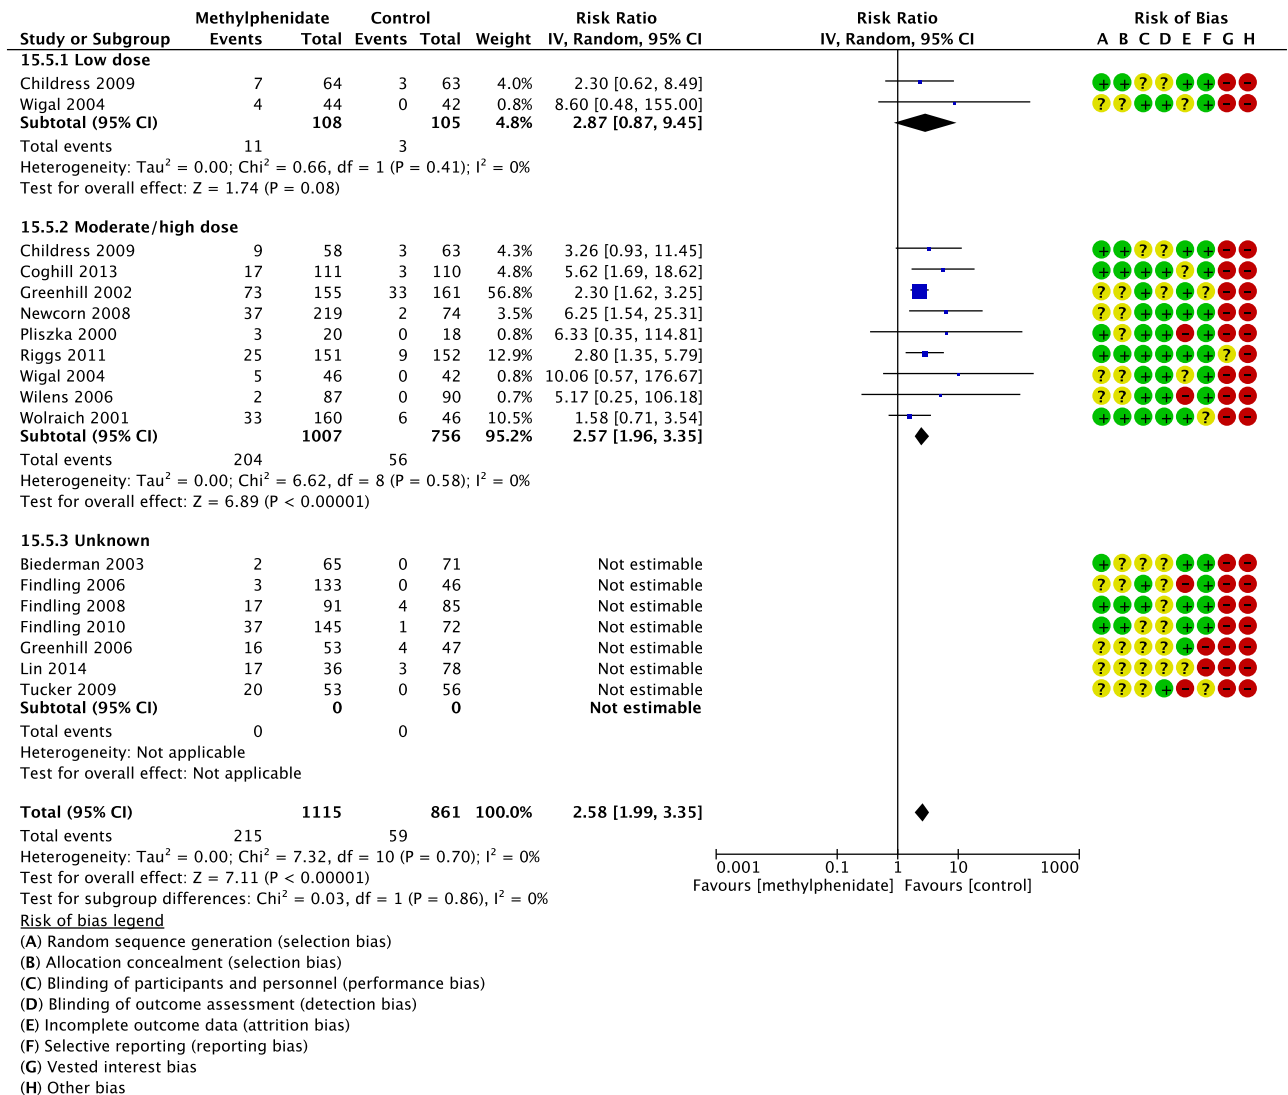 Methylphenidate Control Risk Ratio Risk Ratio Risk of Bias
Study or Subgroup Events Total Events Total Weight IV, Random, 95% CI IV, Random, 95% CI A B C D E F G H
15.5.1 Low dose
Childress 2009 7 64 3 63 4.0% 2.30 [0.62, 8.49] + + ? ? + + - -
Wigal 2004 4 44 0 42 0.8% 8.60 [0.48, 155.00] ? ? + + ? + - -
Subtotal (95% CI) 108 105 4.8% 2.87 [0.87, 9.45]
Total events 11 3
Heterogeneity: Tau² = 0.00; Chi² = 0.66, df = 1 (P = 0.41); I² = 0%
Test for overall effect: Z = 1.74 (P = 0.08)
15.5.2 Moderate/high dose
Childress 2009 9 58 3 63 4.3% 3.26 [0.93, 11.45] + + ? ? + + - -
Coghill 2013 17 111 3 110 4.8% 5.62 [1.69, 18.62] + + + + ? + - -
Greenhill 2002 73 155 33 161 56.8% 2.30 [1.62, 3.25] ? ? + ? + ? - -
Newcorn 2008 37 219 2 74 3.5% 6.25 [1.54, 25.31] ? ? + + + + - -
Pliszka 2000 3 20 0 18 0.8% 6.33 [0.35, 114.81] + ? + + - + - -
Riggs 2011 25 151 9 152 12.9% 2.80 [1.35, 5.79] + + + + + + ? -
Wigal 2004 5 46 0 42 0.8% 10.06 [0.57, 176.67] ? ? + + ? + - -
Wilens 2006 2 87 0 90 0.7% 5.17 [0.25, 106.18] ? ? + + - + - -
Wolraich 2001 33 160 6 46 10.5% 1.58 [0.71, 3.54] + + + + + ? - -
Subtotal (95% CI) 1007 756 95.2% 2.57 [1.96, 3.35]
Total events 204 56
Heterogeneity: Tau² = 0.00; Chi² = 6.62, df = 8 (P = 0.58); I² = 0%
Test for overall effect: Z = 6.89 (P < 0.00001)
15.5.3 Unknown
Biederman 2003 2 65 0 71 Not estimable + ? ? ? + + - -
Findling 2006 3 133 0 46 Not estimable ? ? + ? - + - -
Findling 2008 17 91 4 85 Not estimable + + + ? + + - -
Findling 2010 37 145 1 72 Not estimable + + ? ? + + - -
Greenhill 2006 16 53 4 47 Not estimable ? ? ? ? + - - -
Lin 2014 17 36 3 78 Not estimable ? ? ? ? ? - - -
Tucker 2009 20 53 0 56 Not estimable ? ? ? + - ? - -
Subtotal (95% CI) 0 0 Not estimable
Total events 0 0
Heterogeneity: Not applicable
Test for overall effect: Not applicable
Total (95% CI) 1115 861 100.0% 2.58 [1.99, 3.35]
Total events 215 59
Heterogeneity: Tau² = 0.00; Chi² = 7.32, df = 10 (P = 0.70); I² = 0%
Test for overall effect: Z = 7.11 (P < 0.00001)
Test for subgroup differences: Chi² = 0.03, df = 1 (P = 0.86), I² = 0%
0.001 0.1 1 10 1000
Favours [methylphenidate] Favours [control]
Risk of bias legend
(A) Random sequence generation (selection bias)
(B) Allocation concealment (selection bias)
(C) Blinding of participants and personnel (performance bias)
(D) Blinding of outcome assessment (detection bias)
(E) Incomplete outcome data (attrition bias)
(F) Selective reporting (reporting bias)
(G) Vested interest bias
(H) Other bias